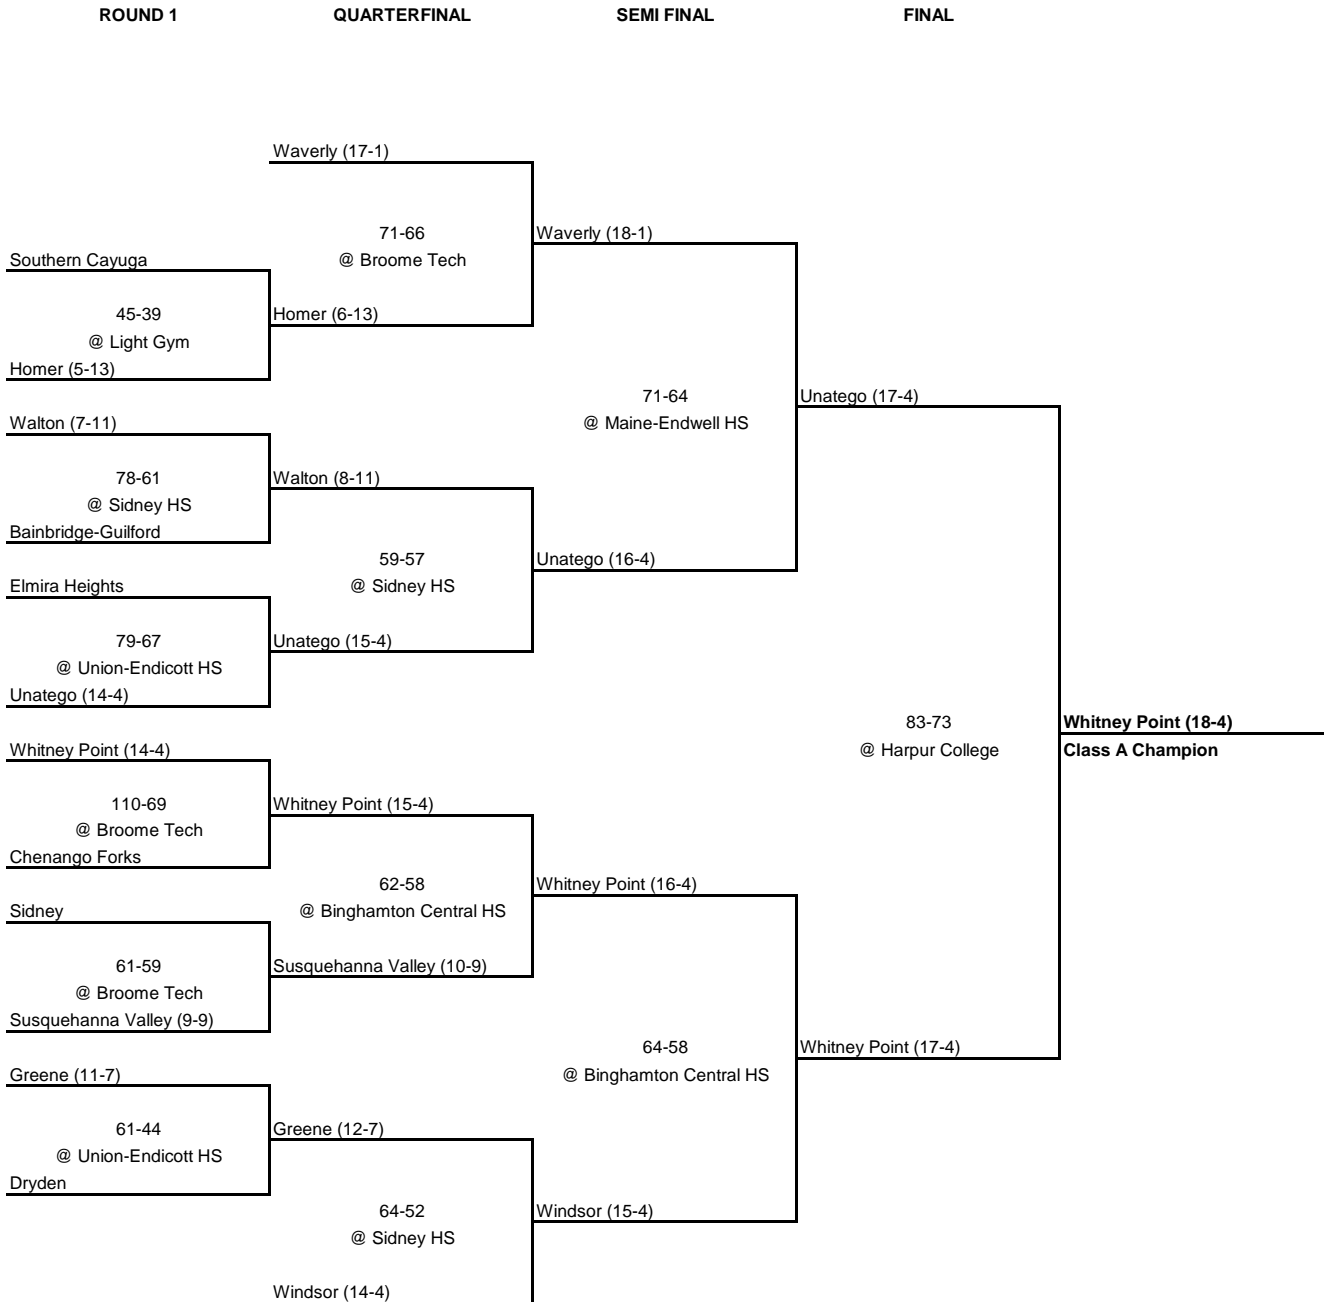 ROUND 1
QUARTERFINAL
SEMI FINAL
FINAL
Waverly (17-1)
71-66
@ Broome Tech
Waverly (18-1)
Southern Cayuga
45-39
@ Light Gym
Homer (6-13)
Homer (5-13)
71-64
@ Maine-Endwell HS
Unatego (17-4)
Walton (7-11)
78-61
@ Sidney HS
Walton (8-11)
Bainbridge-Guilford
59-57
@ Sidney HS
Unatego (16-4)
Elmira Heights
79-67
@ Union-Endicott HS
Unatego (15-4)
Unatego (14-4)
83-73
@ Harpur College
Whitney Point (18-4)
Class A Champion
Whitney Point (14-4)
110-69
@ Broome Tech
Whitney Point (15-4)
Chenango Forks
62-58
@ Binghamton Central HS
Whitney Point (16-4)
Sidney
61-59
@ Broome Tech
Susquehanna Valley (10-9)
Susquehanna Valley (9-9)
64-58
@ Binghamton Central HS
Whitney Point (17-4)
Greene (11-7)
61-44
@ Union-Endicott HS
Greene (12-7)
Dryden
64-52
@ Sidney HS
Windsor (15-4)
Windsor (14-4)